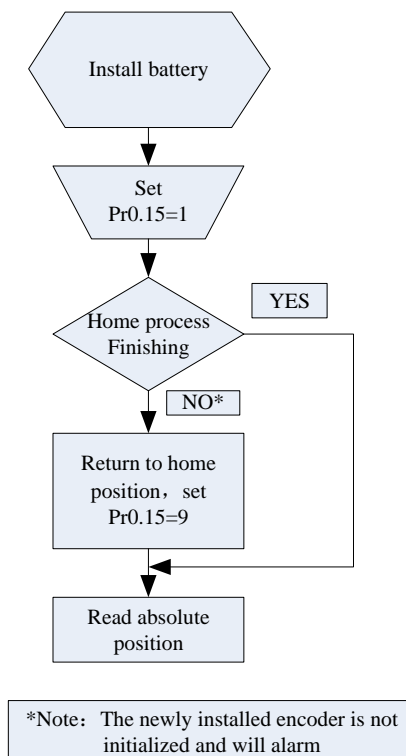 Install battery
Set
Pr0.15=1
YES
Home process
Finishing
NO*
Return to home
position，set
Pr0.15=9
Read absolute
position
*Note：The newly installed encoder is not
initialized and will alarm